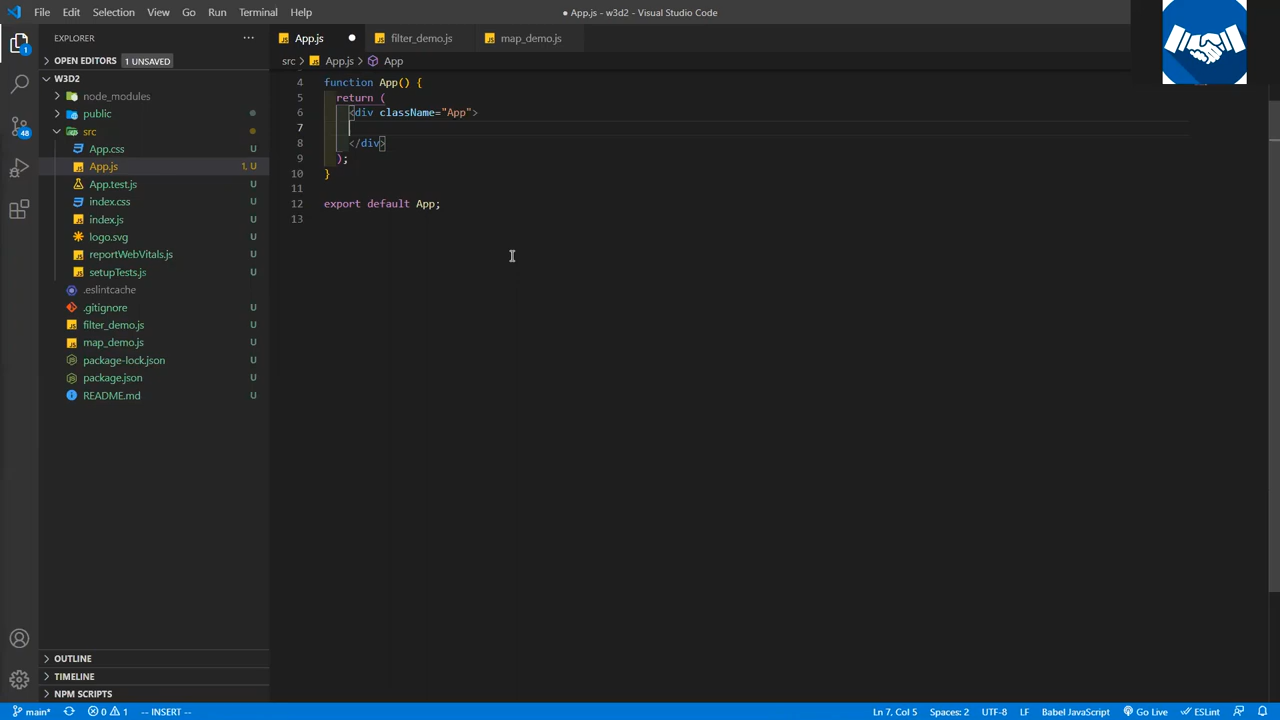 File Edit Selection View Go Run Terminal Help
● App.js - w3d2 - Visual Studio Code
EXPLORER ...
App.js ●
filter_demo.js
map_demo.js
OPEN EDITORS 1 UNSAVED
src > App.js > App
W3D2
node_modules
public
src
App.css
App.js 1, U
App.test.js U
index.css U
index.js U
logo.svg U
reportWebVitals.js U
setupTests.js U
.eslintcache
.gitignore U
filter_demo.js U
map_demo.js U
package-lock.json U
package.json U
README.md U
1
48
4 function App() {
5 return (
6 <div className="App">
7
8 </div>
9 );
10 }
11
12 export default App;
13
OUTLINE
TIMELINE
NPM SCRIPTS
main* 0 1 -- INSERT -- Ln 7, Col 5 Spaces: 2 UTF-8 LF Babel JavaScript Go Live ESLint